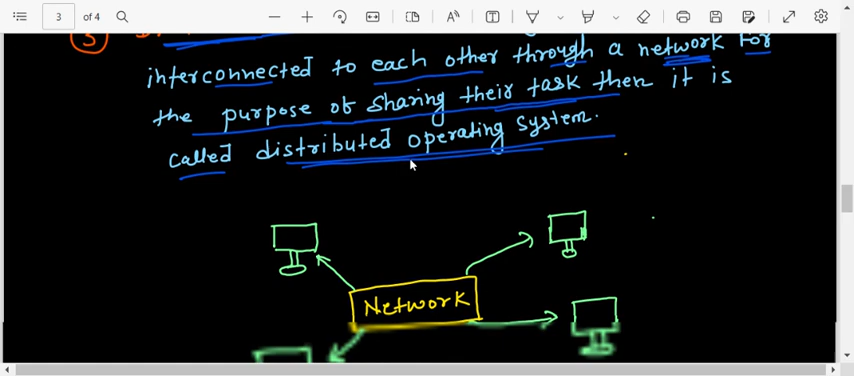 3 of 4
3
interconnected to each other through a network for
the purpose of sharing their task then it is
called distributed operating system.
Network